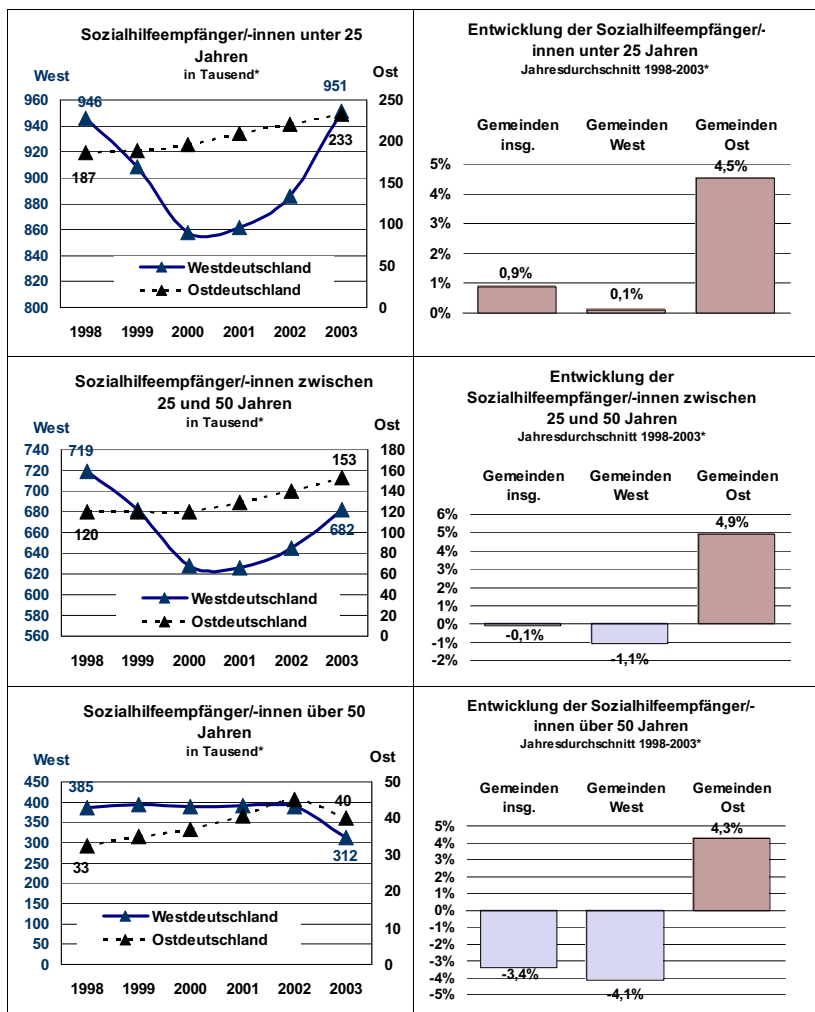 Sozialhilfeempfänger/-innen unter 25
Jahren
in Tausend*
West
Ost
960
940
920
900
880
860
840
820
800
250
200
150
100
50
0
946
951
187
233
Westdeutschland
Ostdeutschland
1998 1999 2000 2001 2002 2003
Entwicklung der Sozialhilfeempfänger/-
innen unter 25 Jahren
Jahresdurchschnitt 1998-2003*
Gemeinden
insg.
Gemeinden
West
Gemeinden
Ost
5%
4%
3%
2%
1%
0%
0,9%
0,1%
4,5%
Sozialhilfeempfänger/-innen zwischen
25 und 50 Jahren
in Tausend*
West
Ost
740
720
700
680
660
640
620
600
580
560
180
160
140
120
100
80
60
40
20
0
719
153
120
682
Westdeutschland
Ostdeutschland
1998 1999 2000 2001 2002 2003
Entwicklung der
Sozialhilfeempfänger/-innen zwischen
25 und 50 Jahren
Jahresdurchschnitt 1998-2003*
Gemeinden
insg.
Gemeinden
West
Gemeinden
Ost
6%
5%
4%
3%
2%
1%
0%
-1%
-2%
-0,1%
-1,1%
4,9%
Sozialhilfeempfänger/-innen über 50
Jahren
in Tausend*
West
Ost
450
400
350
300
250
200
150
100
50
0
50
40
30
20
10
0
385
40
33
312
Westdeutschland
Ostdeutschland
1998 1999 2000 2001 2002 2003
Entwicklung der Sozialhilfeempfänger/-
innen über 50 Jahren
Jahresdurchschnitt 1998-2003*
Gemeinden
insg.
Gemeinden
West
Gemeinden
Ost
5%
4%
3%
2%
1%
0%
-1%
-2%
-3%
-4%
-5%
-3,4%
-4,1%
4,3%